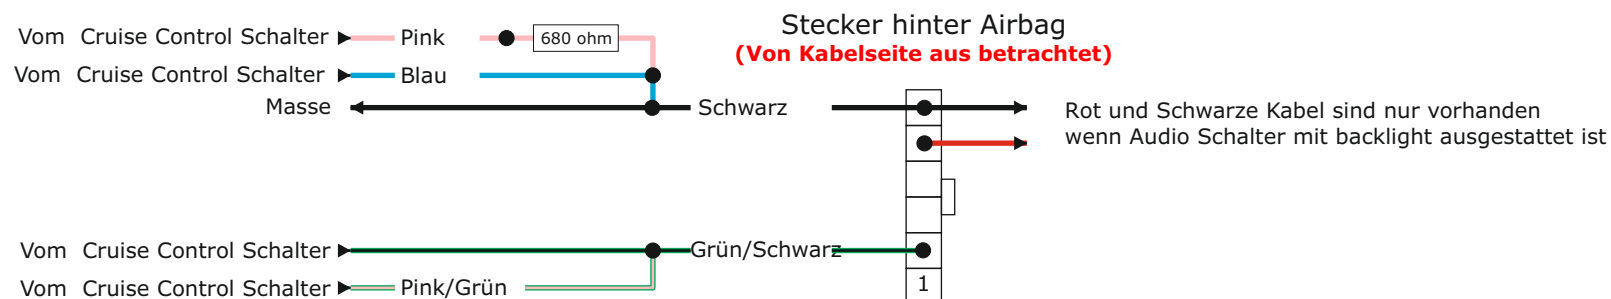 Stecker hinter Airbag
(Von Kabelseite aus betrachtet)
Vom Cruise Control Schalter Pink 680 ohm
Vom Cruise Control Schalter Blau
Masse Schwarz
Rot und Schwarze Kabel sind nur vorhanden
wenn Audio Schalter mit backlight ausgestattet ist
Vom Cruise Control Schalter Grün/Schwarz
Vom Cruise Control Schalter Pink/Grün
1